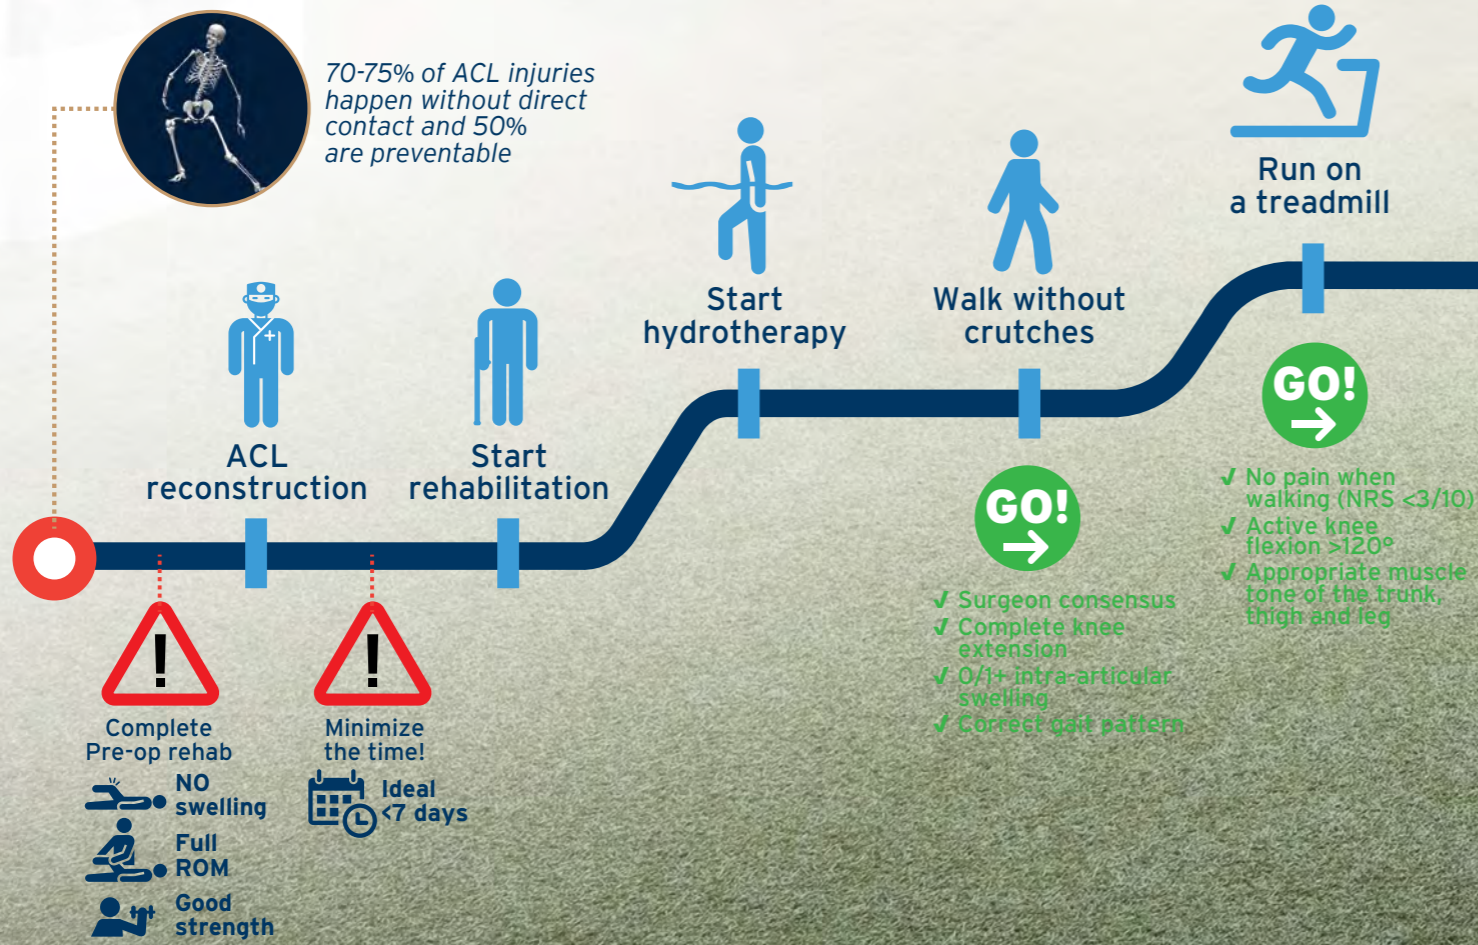 70-75% of ACL injuries
happen without direct
contact and 50%
are preventable
Run on
a treadmill
Start
hydrotherapy
Walk without
crutches
ACL
reconstruction
Start
rehabilitation
GO!
✓ No pain when
walking (NRS <3/10)
✓ Active knee
flexion >120°
✓ Appropriate muscle
tone of the trunk,
thigh and leg
GO!
✓ Surgeon consensus
✓ Complete knee
extension
✓ 0/1+ intra-articular
swelling
✓ Correct gait pattern
!
Complete
Pre-op rehab
NO
swelling
Full
ROM
Good
strength
!
Minimize
the time!
Ideal
<7 days